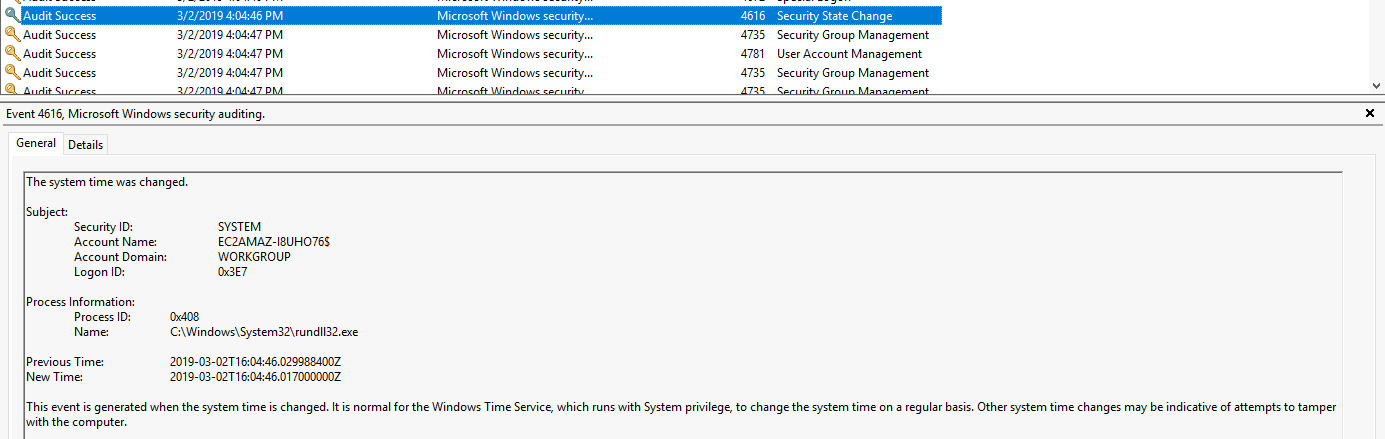 Audit Success 3/2/2019 4:04:46 PM Microsoft Windows security... 4616 Security State Change
Audit Success 3/2/2019 4:04:47 PM Microsoft Windows security... 4735 Security Group Management
Audit Success 3/2/2019 4:04:47 PM Microsoft Windows security... 4781 User Account Management
Audit Success 3/2/2019 4:04:47 PM Microsoft Windows security... 4735 Security Group Management
Audit Success 3/2/2019 4:04:47 PM Microsoft Windows security 4735 Security Group Management
Event 4616, Microsoft Windows security auditing.
General Details
The system time was changed.
Subject:
Security ID: SYSTEM
Account Name: EC2AMAZ-I8UHO76$
Account Domain: WORKGROUP
Logon ID: 0x3E7
Process Information:
Process ID: 0x408
Name: C:\Windows\System32\rundll32.exe
Previous Time: 2019-03-02T16:04:46.029988400Z
New Time: 2019-03-02T16:04:46.017000000Z
This event is generated when the system time is changed. It is normal for the Windows Time Service, which runs with System privilege, to change the system time on a regular basis. Other system time changes may be indicative of attempts to tamper
with the computer.